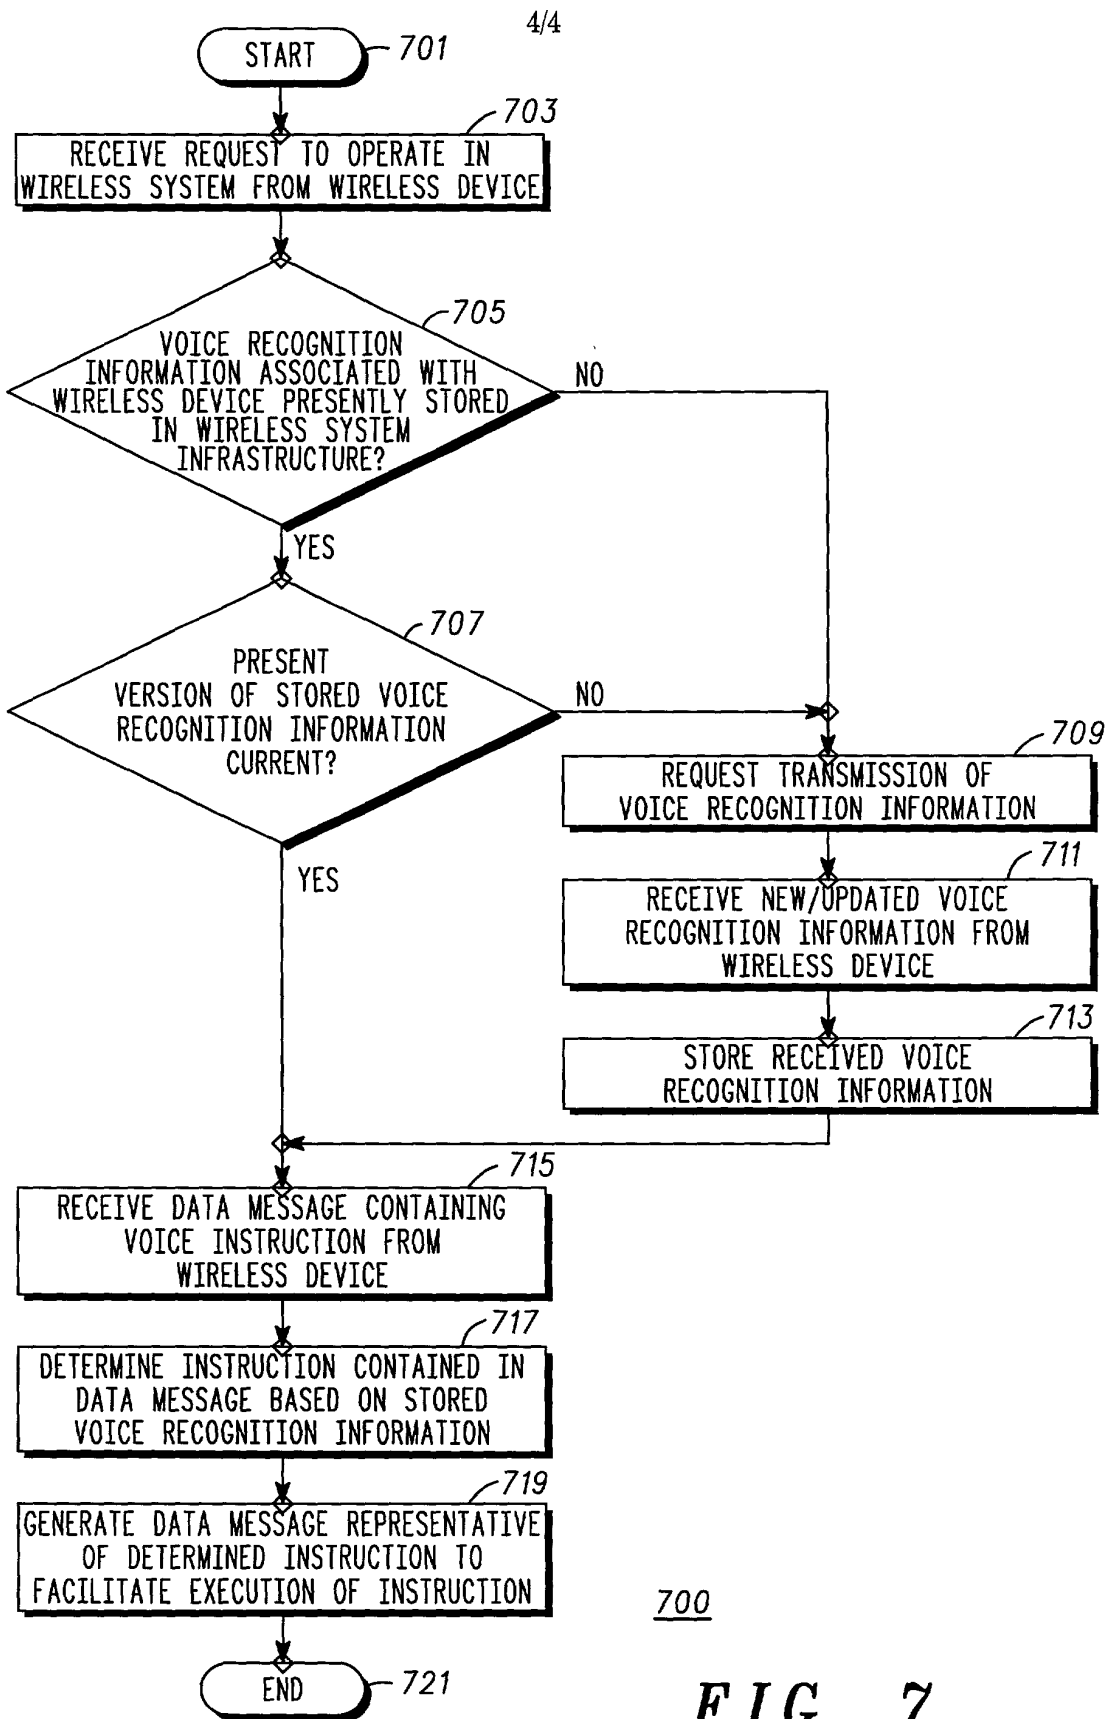 4/4
START
701
703
RECEIVE REQUEST TO OPERATE IN
WIRELESS SYSTEM FROM WIRELESS DEVICE
705
VOICE RECOGNITION
INFORMATION ASSOCIATED WITH
WIRELESS DEVICE PRESENTLY STORED
IN WIRELESS SYSTEM
INFRASTRUCTURE?
NO
YES
707
PRESENT
VERSION OF STORED VOICE
RECOGNITION INFORMATION
CURRENT?
NO
YES
709
REQUEST TRANSMISSION OF
VOICE RECOGNITION INFORMATION
711
RECEIVE NEW/UPDATED VOICE
RECOGNITION INFORMATION FROM
WIRELESS DEVICE
713
STORE RECEIVED VOICE
RECOGNITION INFORMATION
715
RECEIVE DATA MESSAGE CONTAINING
VOICE INSTRUCTION FROM
WIRELESS DEVICE
717
DETERMINE INSTRUCTION CONTAINED IN
DATA MESSAGE BASED ON STORED
VOICE RECOGNITION INFORMATION
719
GENERATE DATA MESSAGE REPRESENTATIVE
OF DETERMINED INSTRUCTION TO
FACILITATE EXECUTION OF INSTRUCTION
700
END
721
FIG. 7